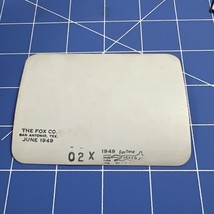 THE FOX CO.
SAN ANTONIO, TEX.
JUNE 1949
02 X
1949